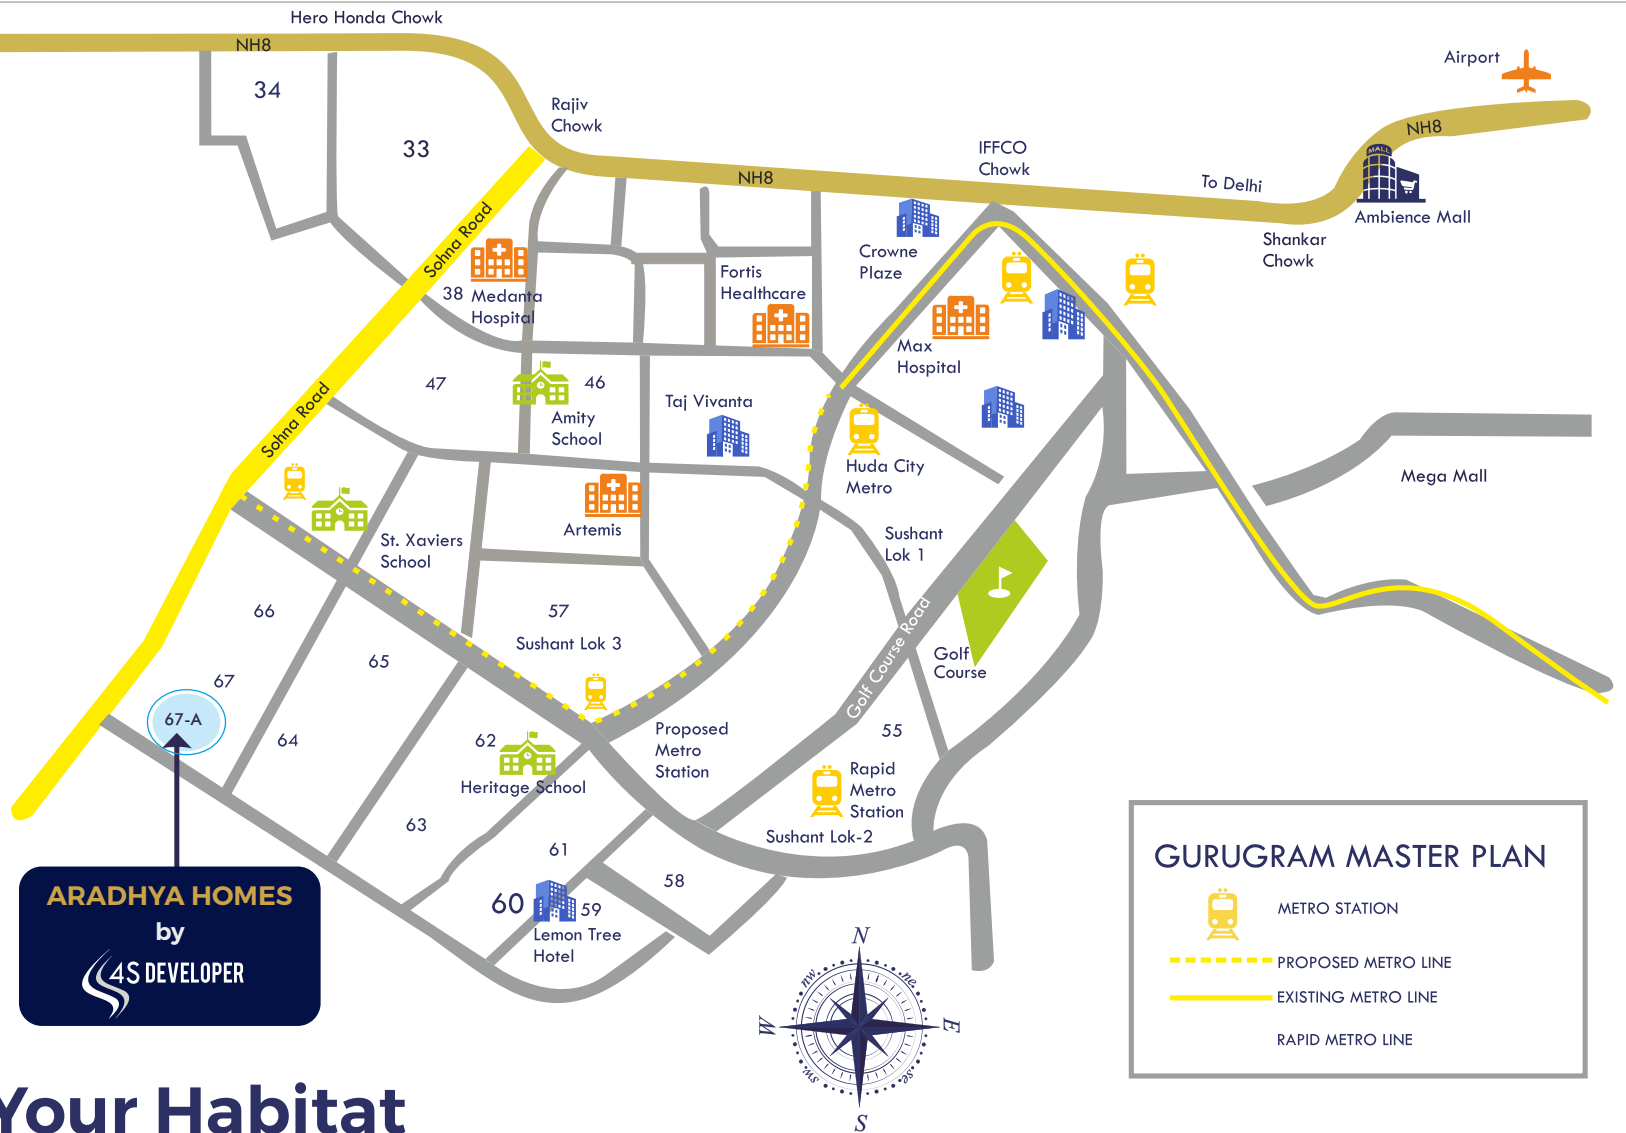 Hero Honda Chowk
NH8
34
33
Rajiv
Chowk
Airport
NH8
MALL
Ambience Mall
IFFCO
Chowk
To Delhi
Shankar
Chowk
NH8
Sohna Road
Crowne
Plaze
Fortis
Healthcare
38
Medanta
Hospital
Max
Hospital
47
46
Amity
School
Taj Vivanta
Sohna Road
Huda City
Metro
Mega Mall
Artemis
St. Xaviers
School
Sushant
Lok 1
66
57
Sushant Lok 3
Golf Course Road
Golf
Course
65
67
67-A
64
62
Heritage School
Proposed
Metro
Station
55
Rapid
Metro
Station
Sushant Lok-2
63
61
58
60
59
Lemon Tree
Hotel
ARADHYA HOMES
by
4S DEVELOPER
GURUGRAM MASTER PLAN
METRO STATION
PROPOSED METRO LINE
EXISTING METRO LINE
RAPID METRO LINE
N
nw
ne
W
E
sw
se
S
Your Habitat